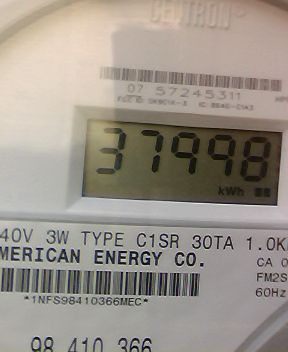 CENTRON®
07 57245311
37998
kWh
40V 3W TYPE C1SR 30TA 1.0K
MERICAN ENERGY CO.
CA 0
FM2S
60Hz
*1NFS98410366MEC*
98 410 366